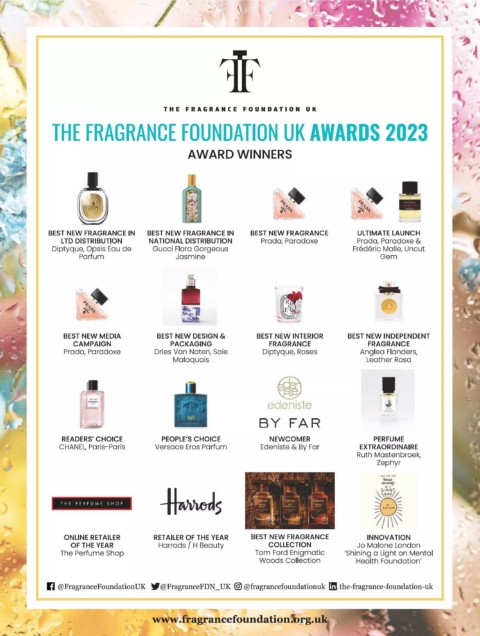 THE FRAGRANCE FOUNDATION UK
THE FRAGRANCE FOUNDATION UK AWARDS 2023
AWARD WINNERS
BEST NEW FRAGRANCE IN
LTD DISTRIBUTION
Diptyque, Opsis Eau de
Parfum
BEST NEW FRAGRANCE IN
NATIONAL DISTRIBUTION
Gucci Flora Gorgeous
Jasmine
BEST NEW FRAGRANCE
Prada, Paradoxe
ULTIMATE LAUNCH
Prada, Paradoxe &
Frédéric Malle, Uncut
Gem
BEST NEW MEDIA
CAMPAIGN
Prada, Paradoxe
BEST NEW DESIGN &
PACKAGING
Dries Van Noten, Soie
Malaquais
BEST NEW INTERIOR
FRAGRANCE
Diptyque, Roses
BEST NEW INDEPENDENT
FRAGRANCE
Anglea Flanders,
Leather Rosa
READERS' CHOICE
CHANEL, Paris-Paris
PEOPLE'S CHOICE
Versace Eros Parfum
edeniste
BY FAR
NEWCOMER
Edeniste & By Far
PERFUME
EXTRAORDINAIRE
Ruth Mastenbroek,
Zephyr
THE PERFUME SHOP
ONLINE RETAILER
OF THE YEAR
The Perfume Shop
Harrods
RETAILER OF THE YEAR
Harrods / H Beauty
BEST NEW FRAGRANCE
COLLECTION
Tom Ford Enigmatic
Woods Collection
INNOVATION
Jo Malone London
'Shining a Light on Mental
Health Foundation'
@FragranceFoundationUK @FragranceFDN_UK @fragrancefoundationuk the-fragrance-foundation-uk
www.fragrancefoundation.org.uk